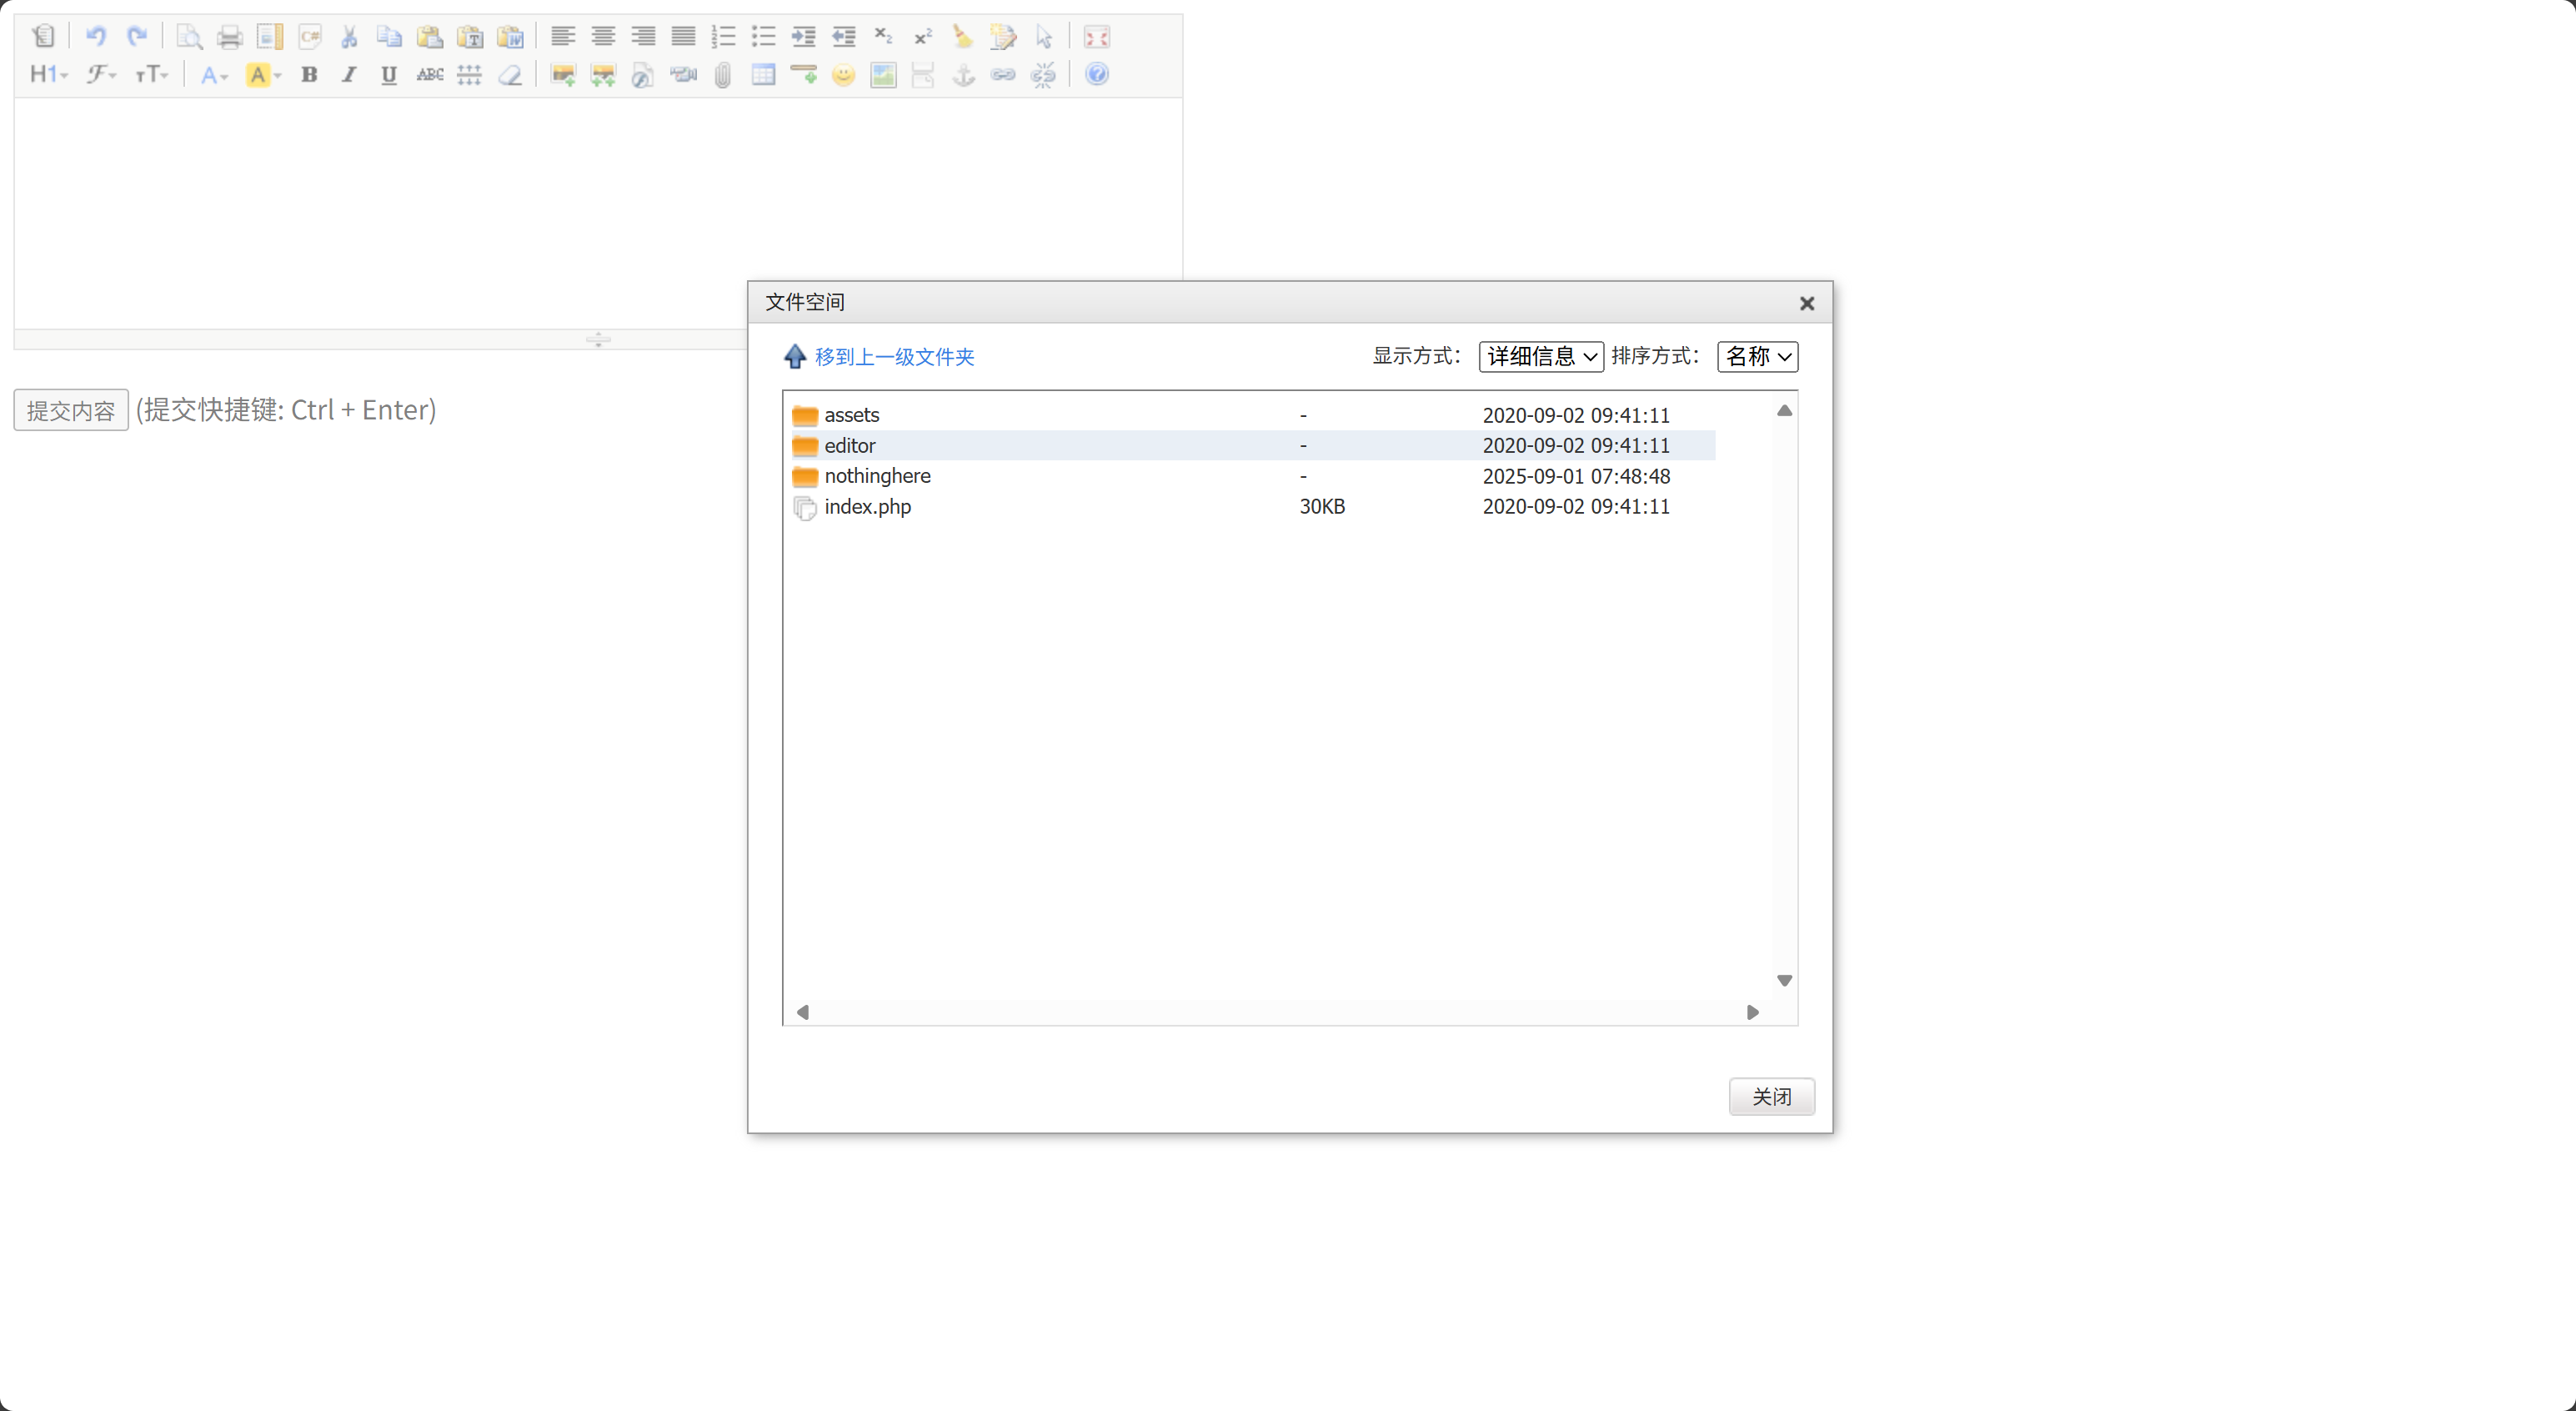 H1 F тT A A B I U ABC
文件空间
移到上一级文件夹 显示方式： 详细信息 排序方式： 名称
assets - 2020-09-02 09:41:11
editor - 2020-09-02 09:41:11
nothinghere - 2025-09-01 07:48:48
index.php 30KB 2020-09-02 09:41:11
关闭
提交内容 (提交快捷键: Ctrl + Enter)